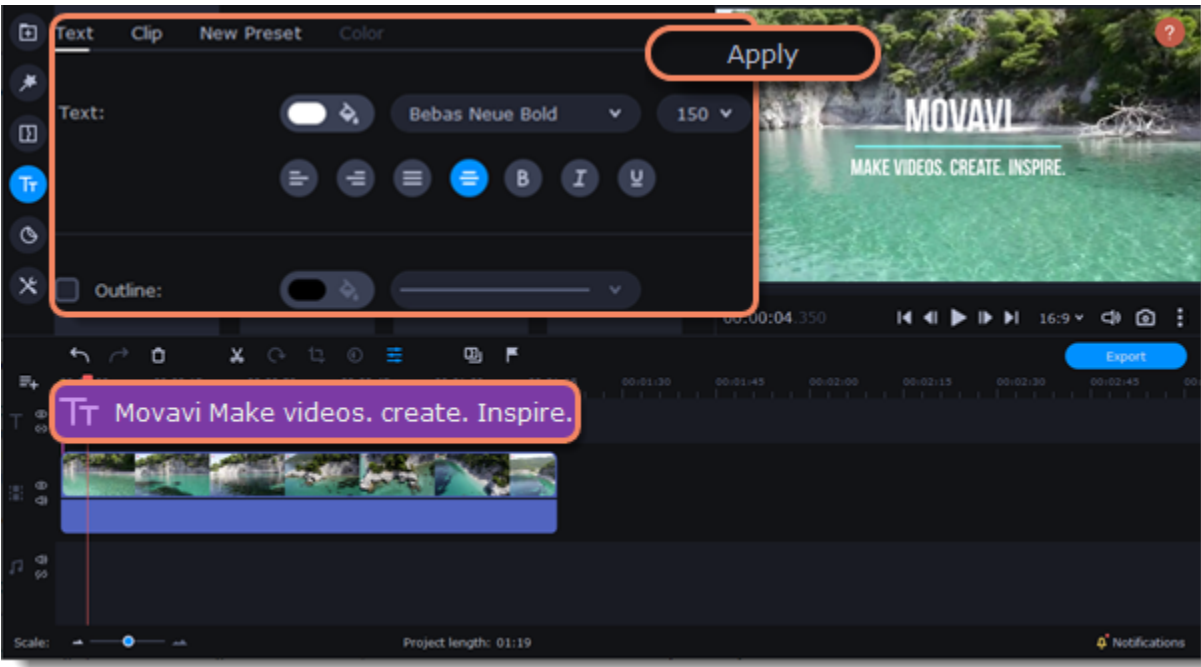 Text Clip New Preset Color
Apply
?
Text: Bebas Neue Bold 150
B I U
Outline:
MOVAVI
MAKE VIDEOS. CREATE. INSPIRE.
00:00:04.350
16:9
Export
00:01:30 00:01:45 00:02:00 00:02:15 00:02:30 00:02:45
TT Movavi Make videos. create. Inspire.
Scale: Project length: 01:19 Notifications